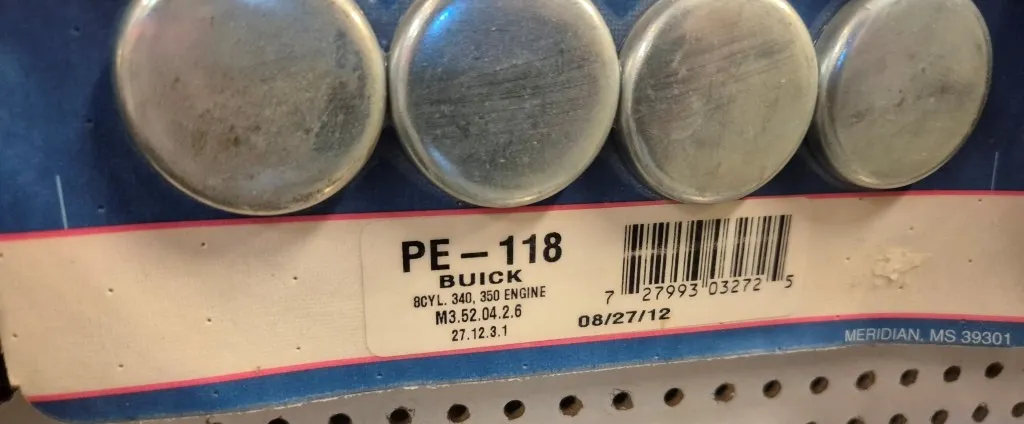 PE-118
BUICK
8CYL. 340, 350 ENGINE
M3.52.04.2.6
27.12.3.1
7 27993 03272 5
08/27/12
MERIDIAN, MS 39301